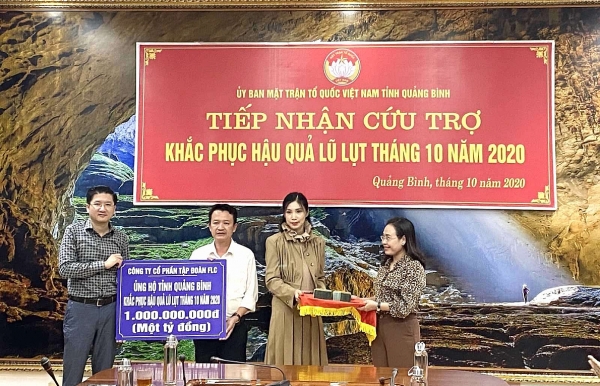 ỦY BAN MẶT TRẬN TỔ QUỐC VIỆT NAM TỈNH QUẢNG BÌNH
TIẾP NHẬN CỨU TRỢ
KHẮC PHỤC HẬU QUẢ LŨ LỤT THÁNG 10 NĂM 2020
Quảng Bình, tháng 10 năm 2020
CÔNG TY CỔ PHẦN TẬP ĐOÀN FLC
ỦNG HỘ TỈNH QUẢNG BÌNH
KHẮC PHỤC HẬU QUẢ LŨ LỤT THÁNG 10 NĂM 2020
1.000.000.000đ
(Một tỷ đồng)